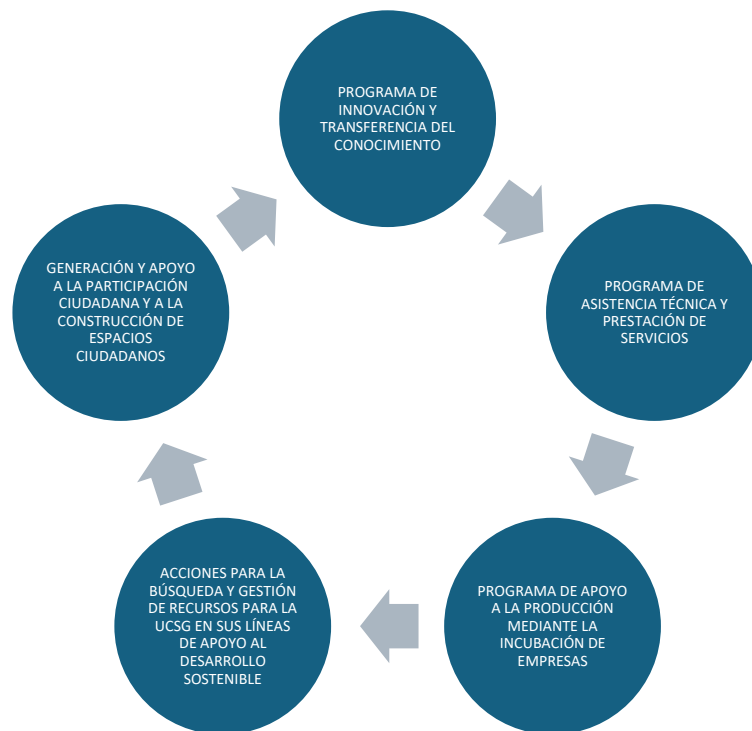 PROGRAMA DE
INNOVACIÓN Y
TRANSFERENCIA DEL
CONOCIMIENTO
PROGRAMA DE
ASISTENCIA TÉCNICA Y
PRESTACIÓN DE
SERVICIOS
PROGRAMA DE APOYO
A LA PRODUCCIÓN
MEDIANTE LA
INCUBACIÓN DE
EMPRESAS
ACCIONES PARA LA
BÚSQUEDA Y GESTIÓN
DE RECURSOS PARA LA
UCSG EN SUS LÍNEAS
DE APOYO AL
DESARROLLO
SOSTENIBLE
GENERACIÓN Y APOYO
A LA PARTICIPACIÓN
CIUDADANA Y A LA
CONSTRUCCIÓN DE
ESPACIOS
CIUDADANOS